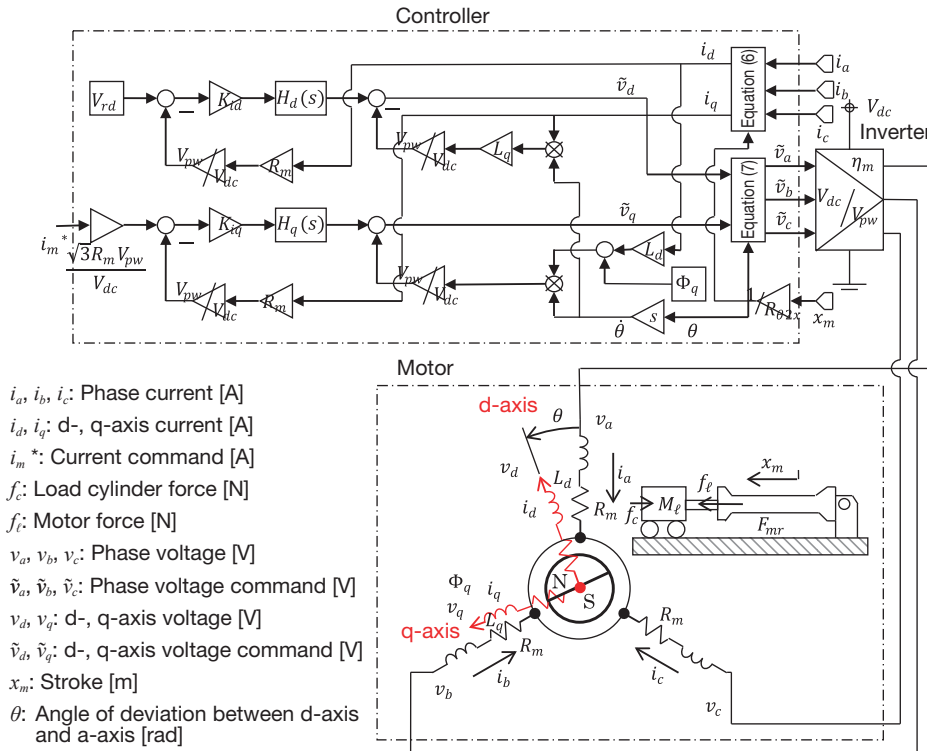 Controller
V_rd
K_id
H_d(s)
ṽ_d
i_d
Equation (6)
i_a
i_b
i_c
i_q
V_dc
Inverter
V_pw/V_dc
R_m
V_pw/V_dc
L_q
Equation (7)
ṽ_a
ṽ_b
ṽ_c
η_m
V_dc/V_pw
i_m*
√3R_mV_pw/V_dc
K_iq
H_q(s)
ṽ_q
V_pw/V_dc
R_m
V_pw/V_dc
L_d
Φ_q
s
θ̇
θ
1/R_θ2x
x_m
Motor
i_a, i_b, i_c: Phase current [A]
i_d, i_q: d-, q-axis current [A]
i_m*: Current command [A]
f_c: Load cylinder force [N]
f_ℓ: Motor force [N]
v_a, v_b, v_c: Phase voltage [V]
ṽ_a, ṽ_b, ṽ_c: Phase voltage command [V]
v_d, v_q: d-, q-axis voltage [V]
ṽ_d, ṽ_q: d-, q-axis voltage command [V]
x_m: Stroke [m]
θ: Angle of deviation between d-axis
and a-axis [rad]
d-axis
θ
v_a
v_d
L_d
i_a
i_d
R_m
x_m
f_c
M_ℓ
f_ℓ
F_mr
N
S
Φ_q
i_q
v_q
L_q
q-axis
R_m
R_m
v_b
i_b
i_c
v_c